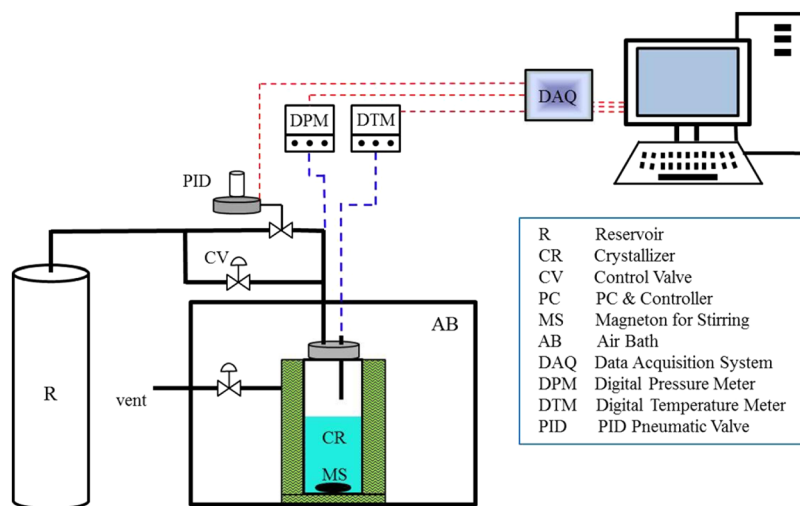 DAQ
DPM
DTM
PID
CV
AB
R
vent
CR
MS
R Reservoir
CR Crystallizer
CV Control Valve
PC PC & Controller
MS Magneton for Stirring
AB Air Bath
DAQ Data Acquisition System
DPM Digital Pressure Meter
DTM Digital Temperature Meter
PID PID Pneumatic Valve